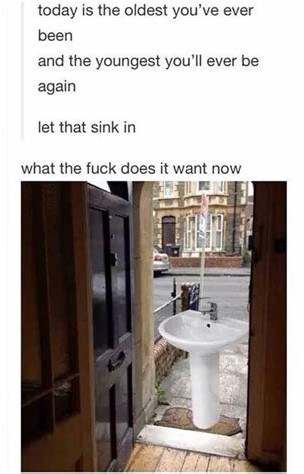 today is the oldest you've ever
been
and the youngest you'll ever be
again
let that sink in
what the fuck does it want now